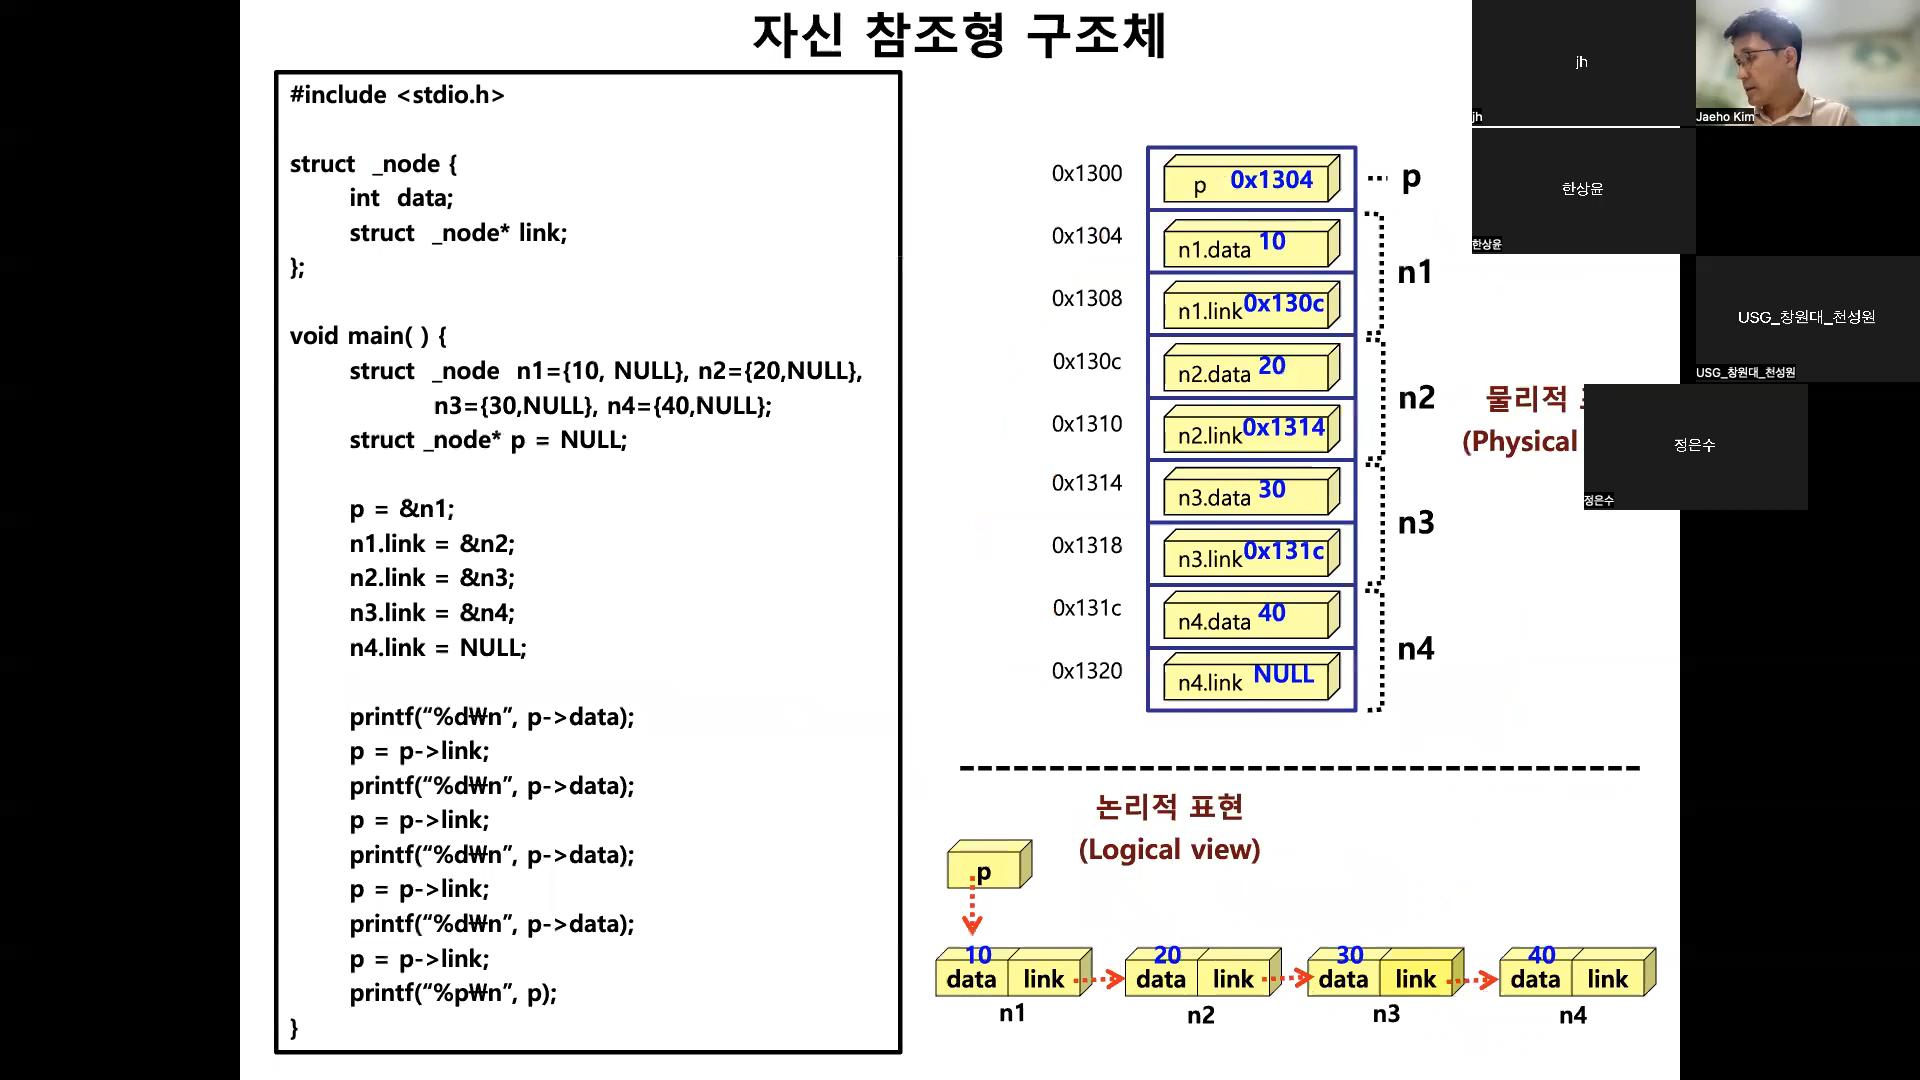 자신 참조형 구조체
#include <stdio.h>
struct _node {
int data;
struct _node* link;
};
void main( ) {
struct _node n1={10, NULL}, n2={20,NULL},
n3={30,NULL}, n4={40,NULL};
struct _node* p = NULL;
p = &n1;
n1.link = &n2;
n2.link = &n3;
n3.link = &n4;
n4.link = NULL;
printf(“%d₩n”, p->data);
p = p->link;
printf(“%d₩n”, p->data);
p = p->link;
printf(“%d₩n”, p->data);
p = p->link;
printf(“%d₩n”, p->data);
p = p->link;
printf(“%p₩n”, p);
}
0x1300 p 0x1304 p
0x1304 n1.data 10
n1
0x1308 n1.link 0x130c
0x130c n2.data 20
n2
0x1310 n2.link 0x1314
0x1314 n3.data 30
n3
0x1318 n3.link 0x131c
0x131c n4.data 40
n4
0x1320 n4.link NULL
물리적
(Physical
논리적 표현
(Logical view)
p
10 20 30 40
data link data link data link data link
n1 n2 n3 n4
jh
jh
Jaeho Kim
한상윤
한상윤
USG_창원대_천성원
USG_창원대_천성원
정은수
정은수